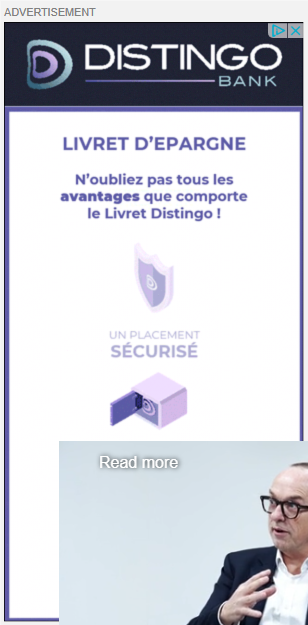 ADVERTISEMENT
DISTINGO
BANK
LIVRET D'EPARGNE
N'oubliez pas tous les
avantages que comporte
le Livret Distingo !
UN PLACEMENT
SÉCURISÉ
Read more